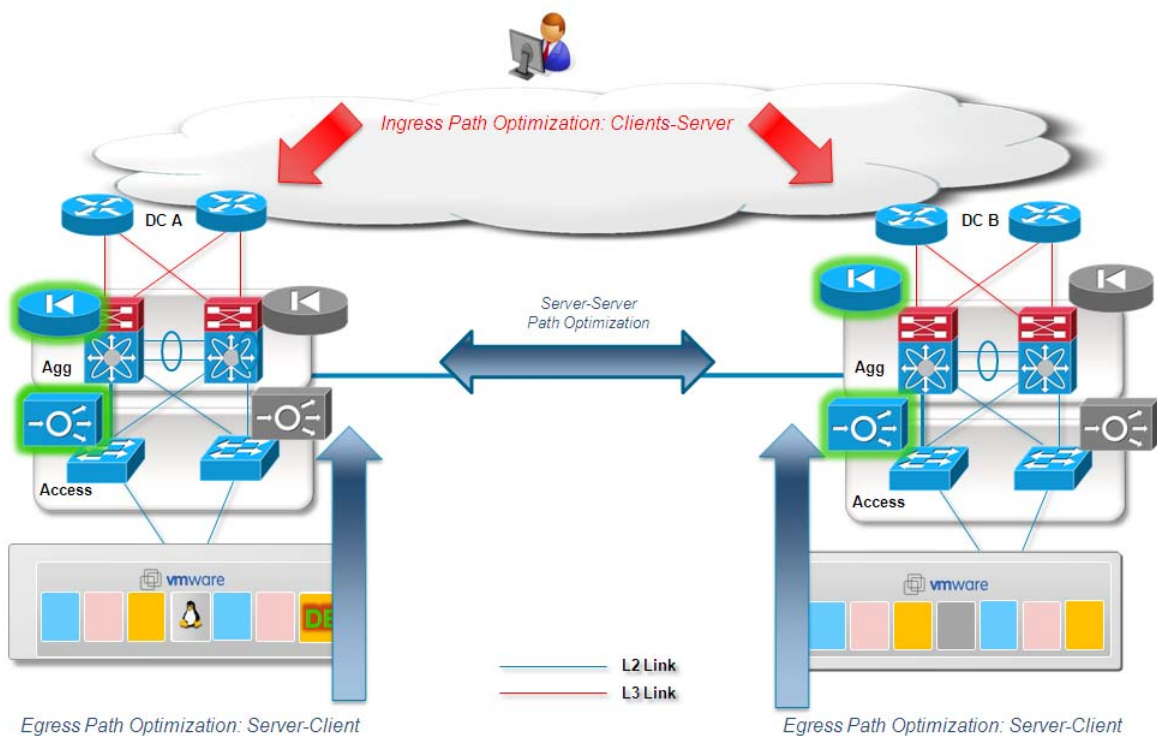 Ingress Path Optimization: Clients-Server
DC A
DC B
Server-Server
Path Optimization
Agg
Agg
Access
Access
vmware
vmware
DB
L2 Link
L3 Link
Egress Path Optimization: Server-Client
Egress Path Optimization: Server-Client